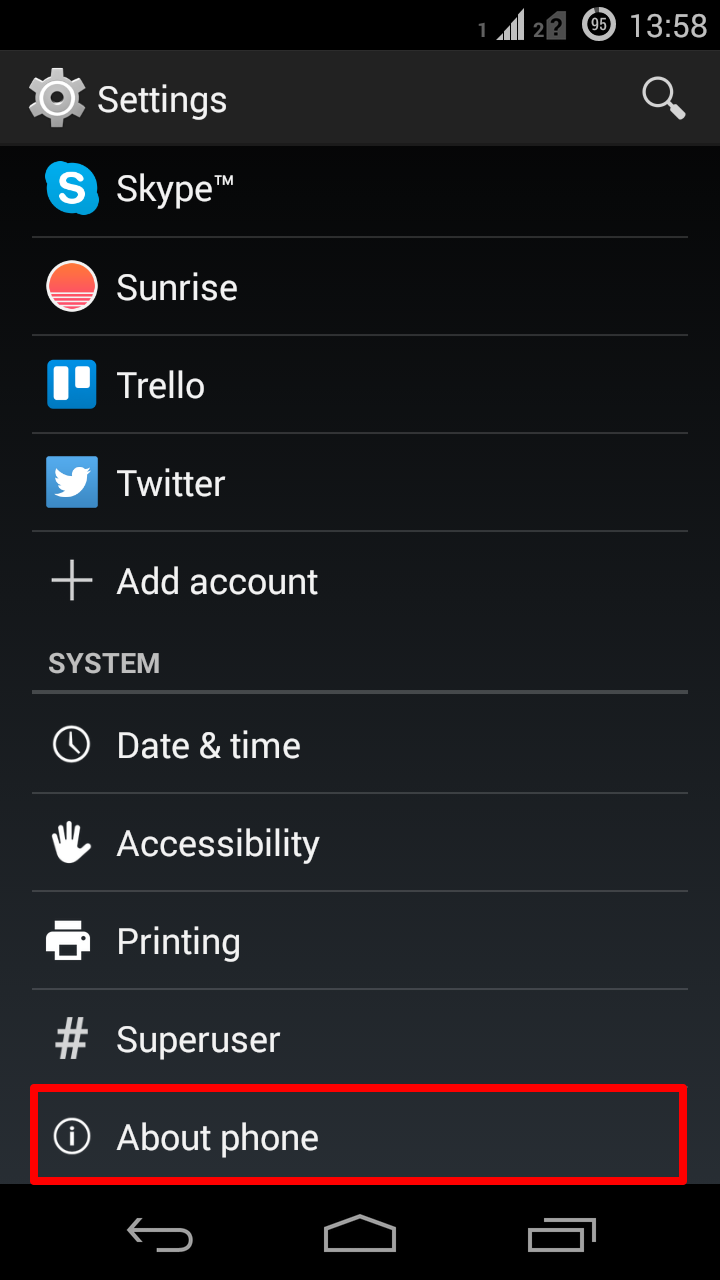 1 2 ? 95 13:58
Settings
S Skype™
Sunrise
Trello
Twitter
Add account
SYSTEM
Date & time
Accessibility
Printing
# Superuser
i About phone